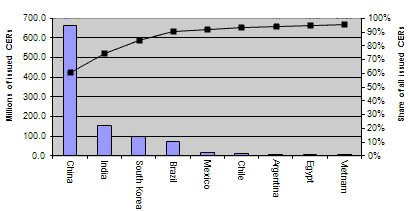 Millions of issued CERs
700.0
600.0
500.0
400.0
300.0
200.0
100.0
0.0
100%
90%
80%
70%
60%
50%
40%
30%
20%
10%
0%
Share of all issued CERs
China
India
South Korea
Brazil
Mexico
Chile
Argentina
Egypt
Vietnam